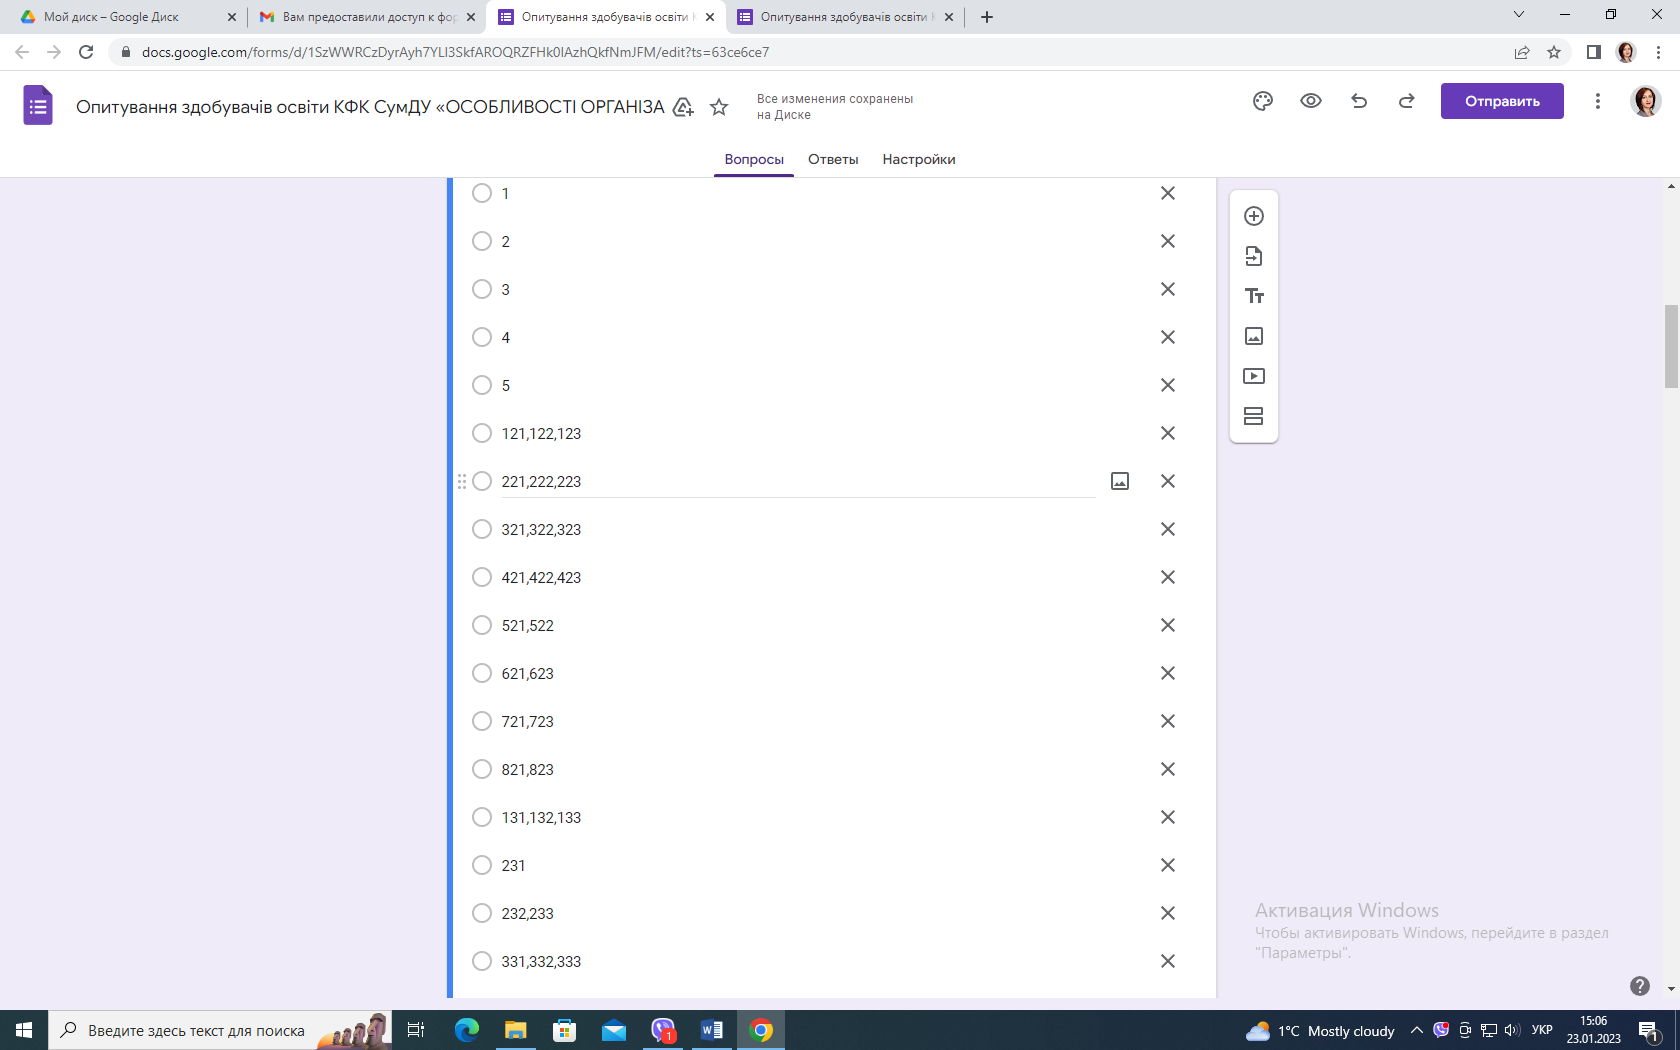 Мой диск – Google Диск
Вам предоставили доступ к фор
Опитування здобувачів освіти
Опитування здобувачів освіти
docs.google.com/forms/d/1SzWWRCzDyrAyh7YLl3SkfAROQRZFHk0lAzhQkfNmJFM/edit?ts=63ce6ce7
Опитування здобувачів освіти КФК СумДУ «ОСОБЛИВОСТІ ОРГАНІЗА
Все изменения сохранены
на Диске
Отправить
Вопросы
Ответы
Настройки
1
2
3
4
5
121,122,123
221,222,223
321,322,323
421,422,423
521,522
621,623
721,723
821,823
131,132,133
231
232,233
331,332,333
Активация Windows
Чтобы активировать Windows, перейдите в раздел
"Параметры".
Введите здесь текст для поиска
1
1°C Mostly cloudy
УКР
15:06
23.01.2023
1